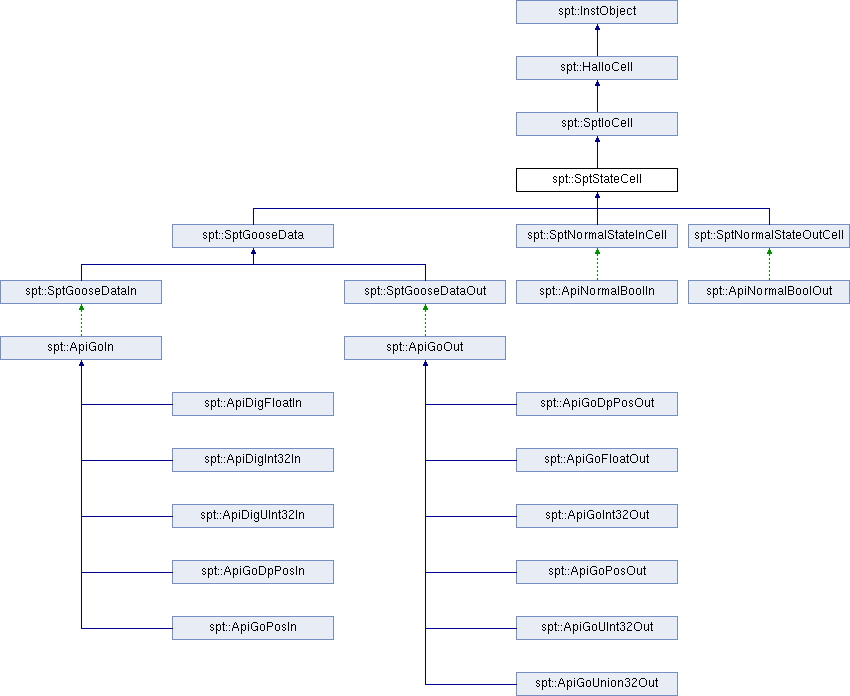 spt::InstObject
spt::HalloCell
spt::SptIoCell
spt::SptStateCell
spt::SptGooseData
spt::SptNormalStateInCell
spt::SptNormalStateOutCell
spt::SptGooseDataIn
spt::SptGooseDataOut
spt::ApiNormalBoolIn
spt::ApiNormalBoolOut
spt::ApiGoIn
spt::ApiGoOut
spt::ApiDigFloatIn
spt::ApiGoDpPosOut
spt::ApiDigInt32In
spt::ApiGoFloatOut
spt::ApiDigUInt32In
spt::ApiGoInt32Out
spt::ApiGoDpPosIn
spt::ApiGoPosOut
spt::ApiGoPosIn
spt::ApiGoUInt32Out
spt::ApiGoUnion32Out